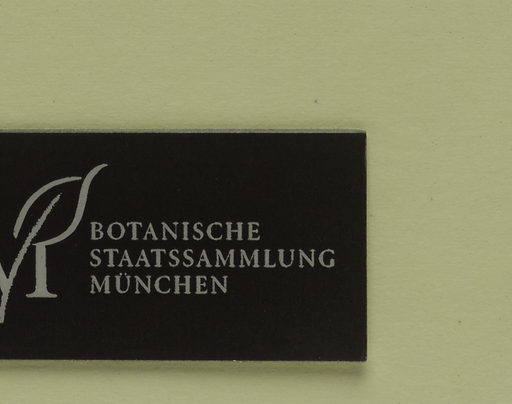 BOTANISCHE
STAATSSAMMLUNG
MÜNCHEN